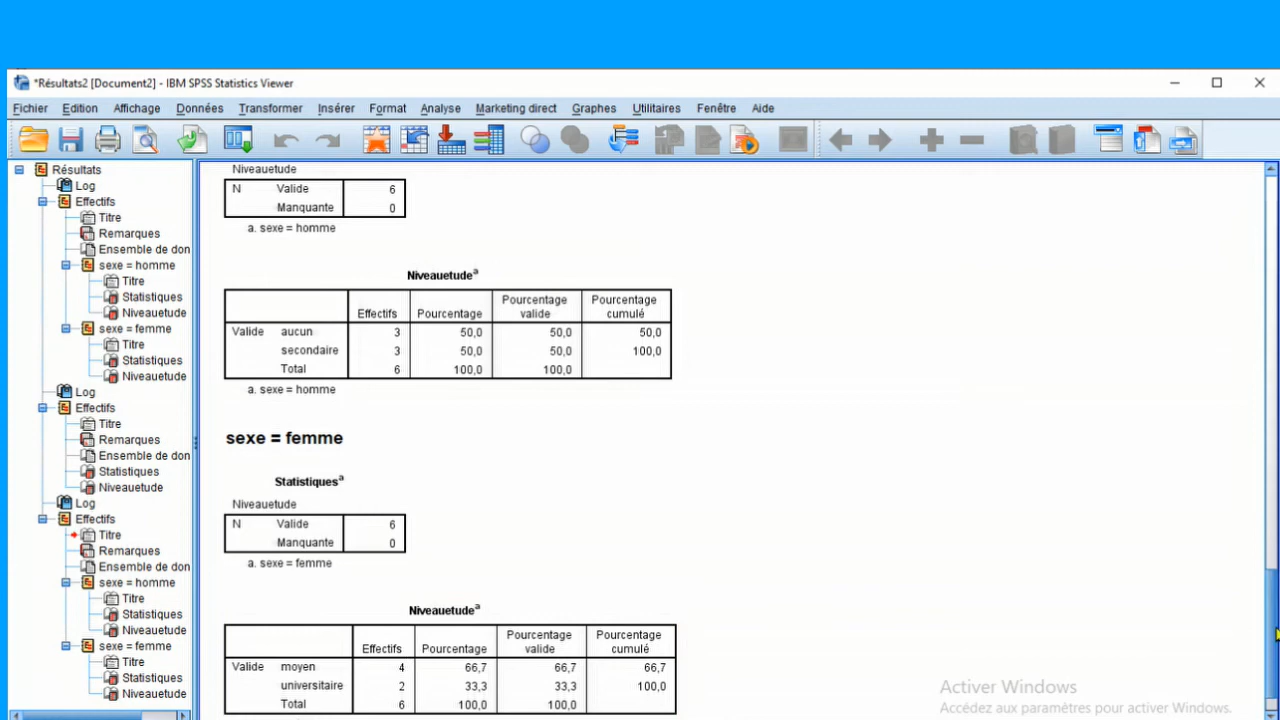 *Résultats2 [Document2] - IBM SPSS Statistics Viewer
Fichier Edition Affichage Données Transformer Insérer Format Analyse Marketing direct Graphes Utilitaires Fenêtre Aide
Résultats
Log
Effectifs
Titre
Remarques
Ensemble de don
sexe = homme
Titre
Statistiques
Niveauetude
sexe = femme
Titre
Statistiques
Niveauetude
Log
Effectifs
Titre
Remarques
Ensemble de don
Statistiques
Niveauetude
Log
Effectifs
Titre
Remarques
Ensemble de don
sexe = homme
Titre
Statistiques
Niveauetude
sexe = femme
Titre
Statistiques
Niveauetude
Niveauetude
N Valide 6
Manquante 0
a. sexe = homme
Niveauetude a
Effectifs Pourcentage Pourcentage valide Pourcentage cumulé
Valide aucun 3 50,0 50,0 50,0
secondaire 3 50,0 50,0 100,0
Total 6 100,0 100,0
a. sexe = homme
sexe = femme
Statistiques a
Niveauetude
N Valide 6
Manquante 0
a. sexe = femme
Niveauetude a
Effectifs Pourcentage Pourcentage valide Pourcentage cumulé
Valide moyen 4 66,7 66,7 66,7
universitaire 2 33,3 33,3 100,0
Total 6 100,0 100,0
Activer Windows
Accédez aux paramètres pour activer Windows.